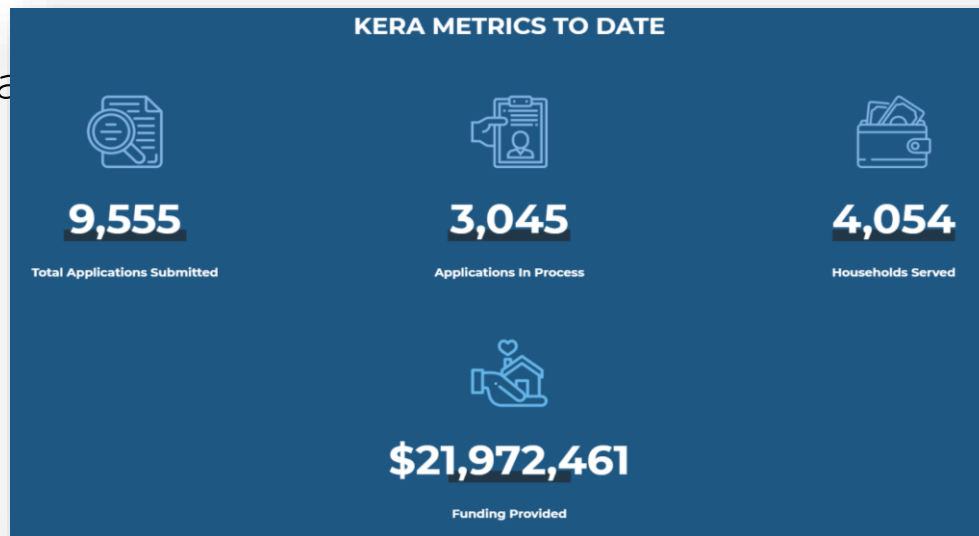 KERA METRICS TO DATE
9,555
3,045
4,054
Total Applications Submitted
Applications In Process
Households Served
$21,972,461
Funding Provided